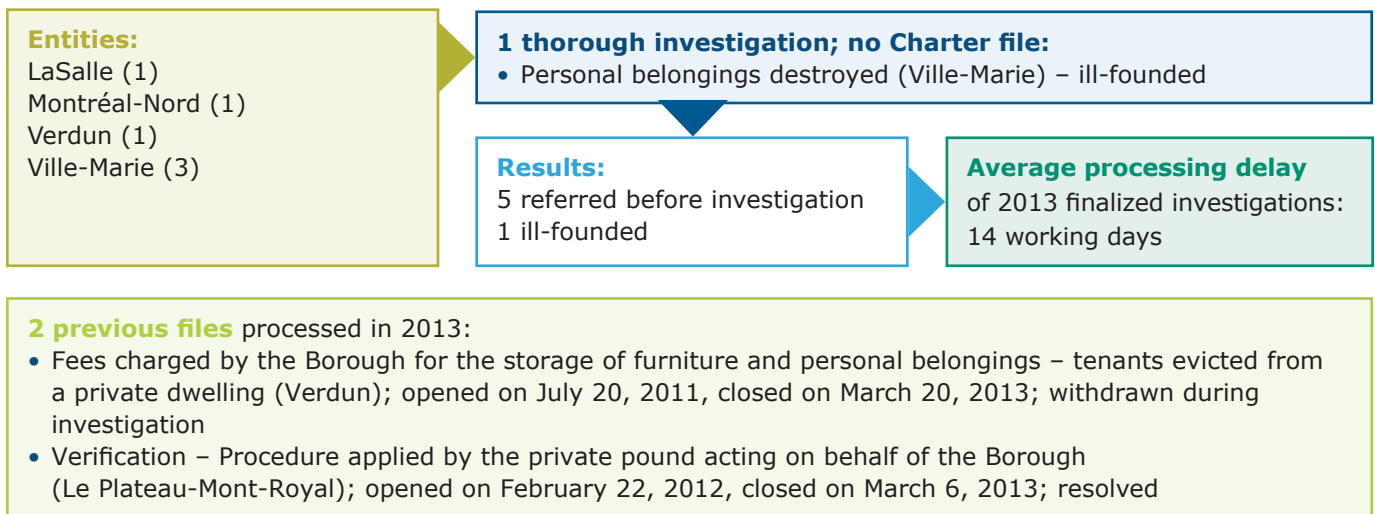 Entities:
LaSalle (1)
Montréal-Nord (1)
Verdun (1)
Ville-Marie (3)
1 thorough investigation; no Charter file:
• Personal belongings destroyed (Ville-Marie) – ill-founded
Results:
5 referred before investigation
1 ill-founded
Average processing delay
of 2013 finalized investigations:
14 working days
2 previous files processed in 2013:
• Fees charged by the Borough for the storage of furniture and personal belongings – tenants evicted from
a private dwelling (Verdun); opened on July 20, 2011, closed on March 20, 2013; withdrawn during
investigation
• Verification – Procedure applied by the private pound acting on behalf of the Borough
(Le Plateau-Mont-Royal); opened on February 22, 2012, closed on March 6, 2013; resolved